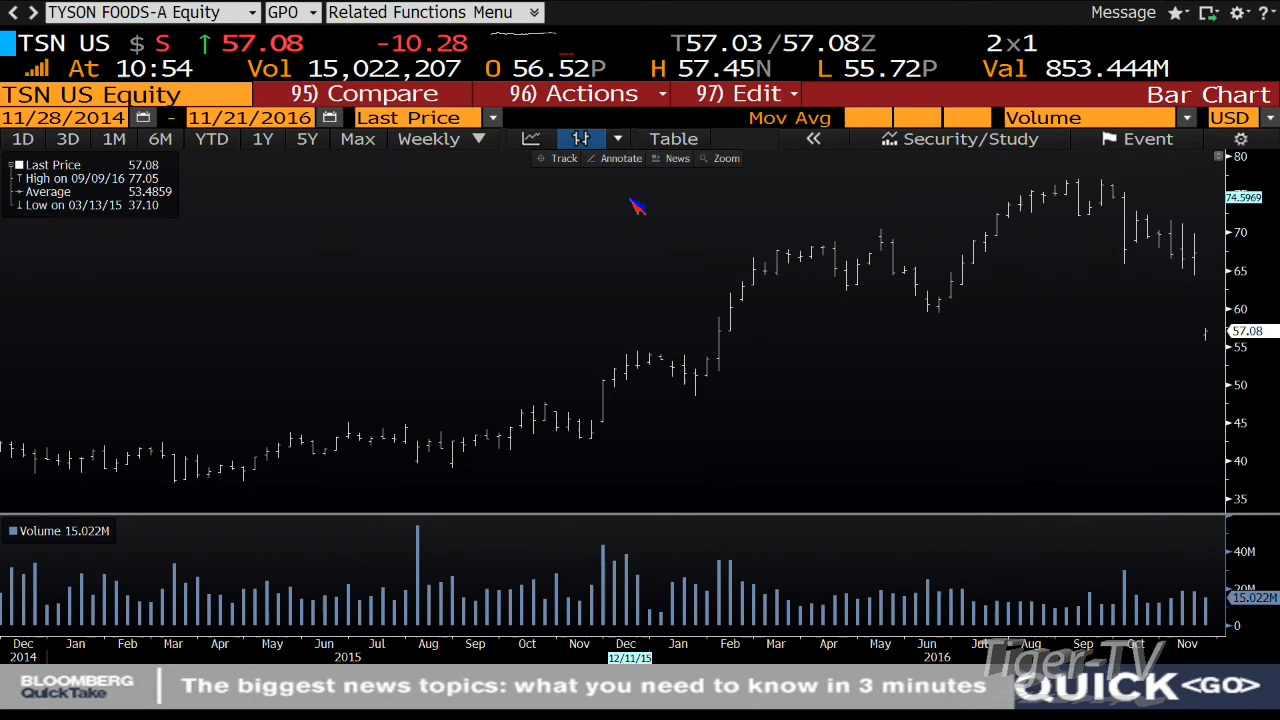 TYSON FOODS-A Equity GPO Related Functions Menu Message ?
TSN US $ S ↑ 57.08 -10.28 T57.03 /57.08Z 2x1
At 10:54 Vol 15,022,207 O 56.52P H 57.45N L 55.72P Val 853.444M
TSN US Equity 95) Compare 96) Actions 97) Edit Bar Chart
11/28/2014 - 11/21/2016 Last Price Mov Avg Volume USD
1D 3D 1M 6M YTD 1Y 5Y Max Weekly ▼ Table « Security/Study Event
Track Annotate News Zoom
Last Price 57.08
High on 09/09/16 77.05
Average 53.4859
Low on 03/13/15 37.10
80
74.5969
70
65
60
57.08
55
50
45
40
35
Volume 15.022M
40M
20M
15.022M
0
Dec Jan Feb Mar Apr May Jun Jul Aug Sep Oct Nov Dec Jan Feb Mar Apr May Jun Jul Aug Sep Oct Nov
2014 2015 12/11/15 2016
Tiger-TV
BLOOMBERG
QuickTake
The biggest news topics: what you need to know in 3 minutes
QUICK <GO>